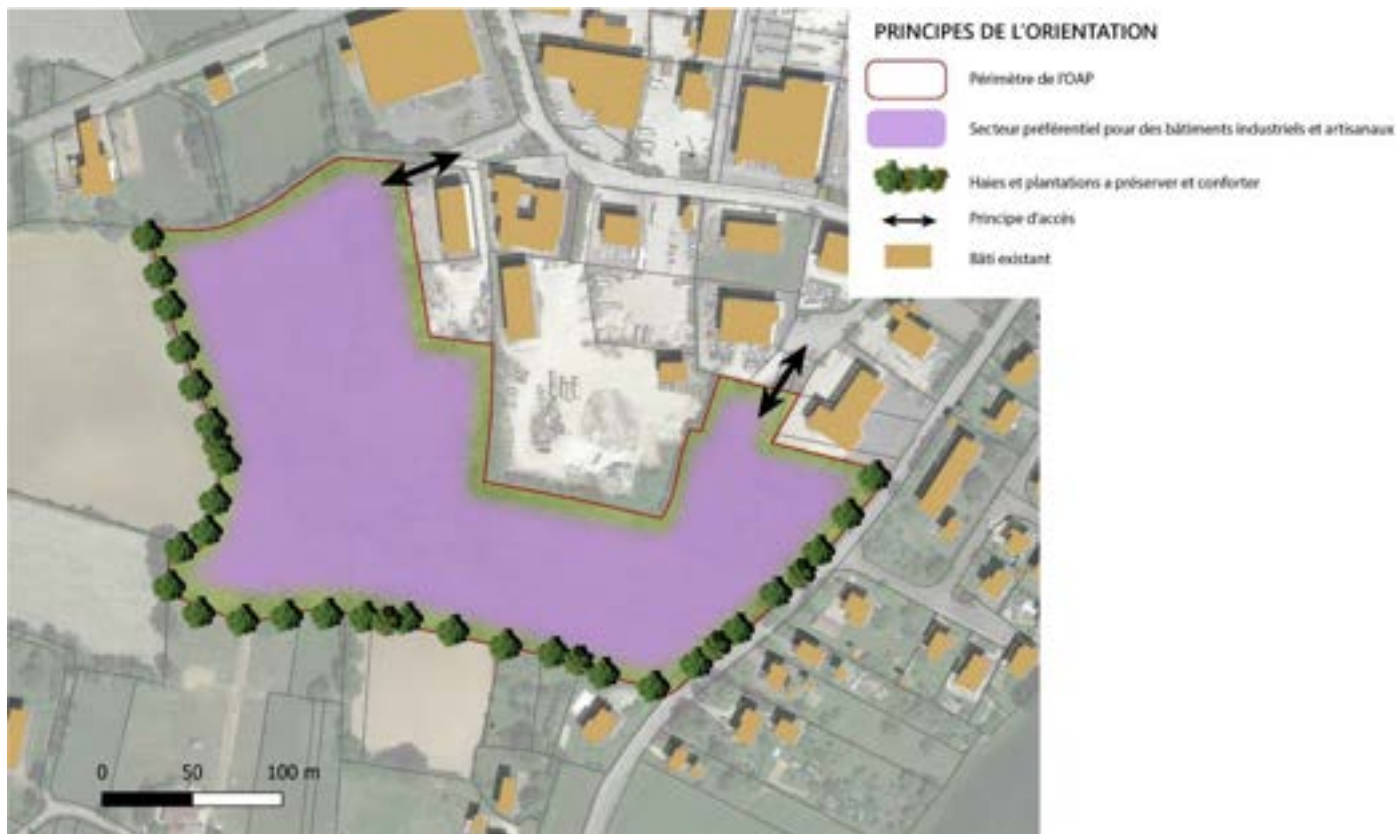 PRINCIPES DE L'ORIENTATION
Périmètre de l'OAP
Secteur préférentiel pour des bâtiments industriels et artisanaux
Haies et plantations a préserver et conforter
Principe d'accès
Bâti existant
0 50 100 m